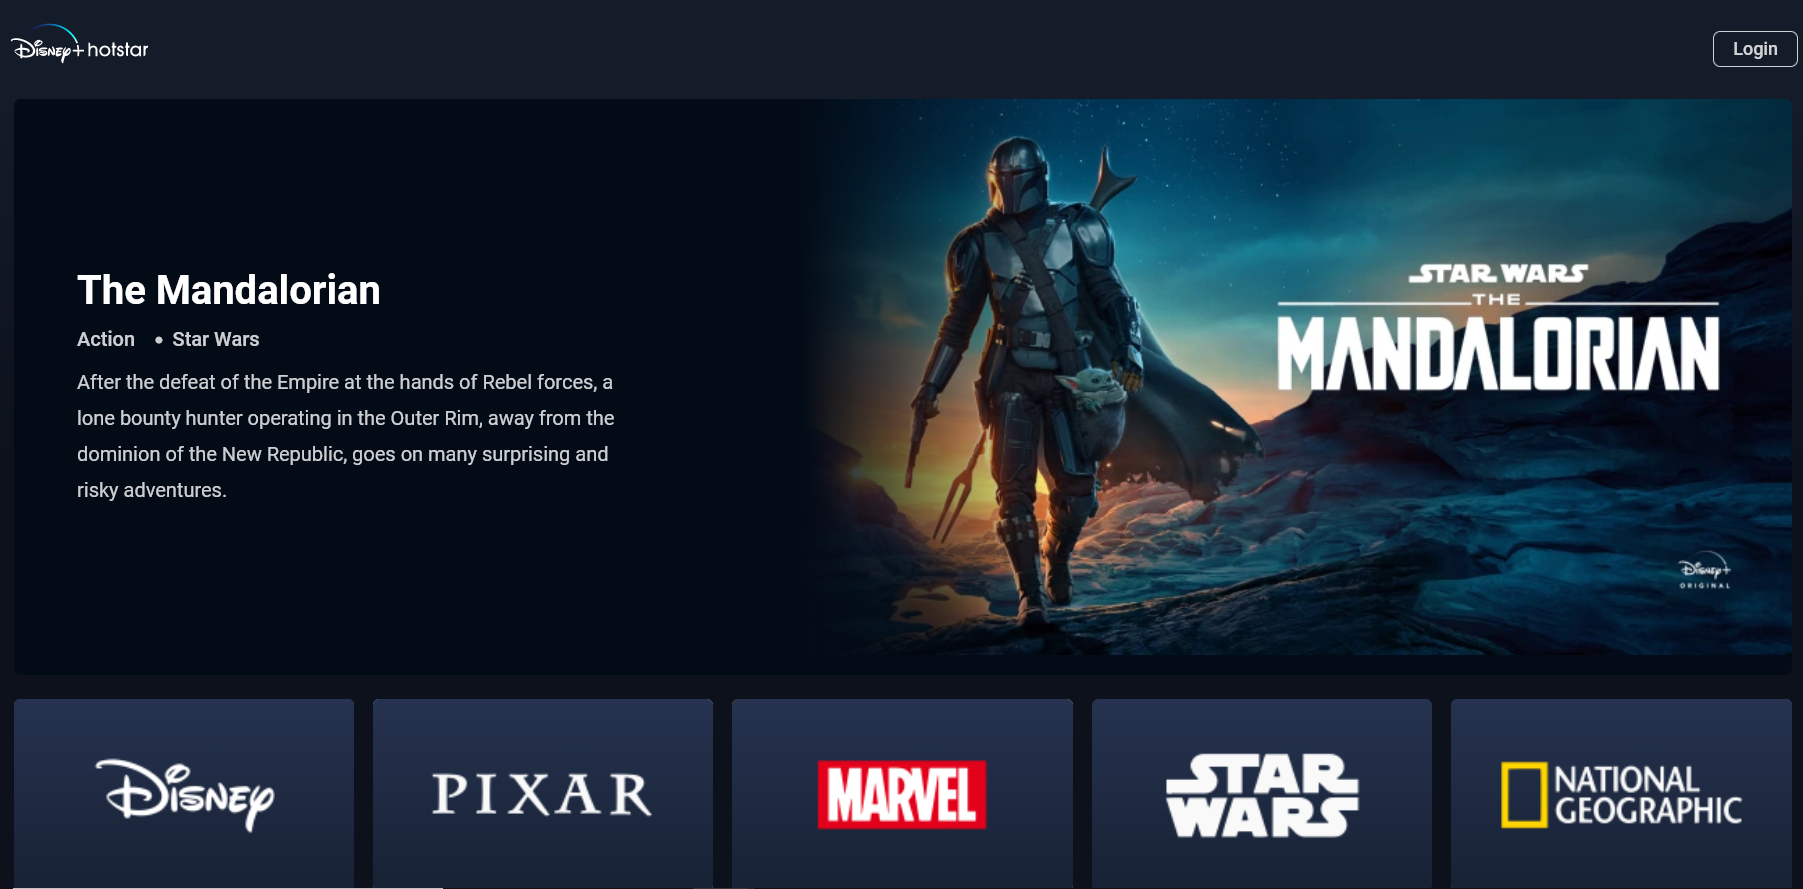 Disney+ hotstar
Login
The Mandalorian
Action • Star Wars
After the defeat of the Empire at the hands of Rebel forces, a
lone bounty hunter operating in the Outer Rim, away from the
dominion of the New Republic, goes on many surprising and
risky adventures.
STAR WARS
THE
MANDALORIAN
Disney+
ORIGINAL
Disney
PIXAR
MARVEL
STAR
WARS
NATIONAL
GEOGRAPHIC